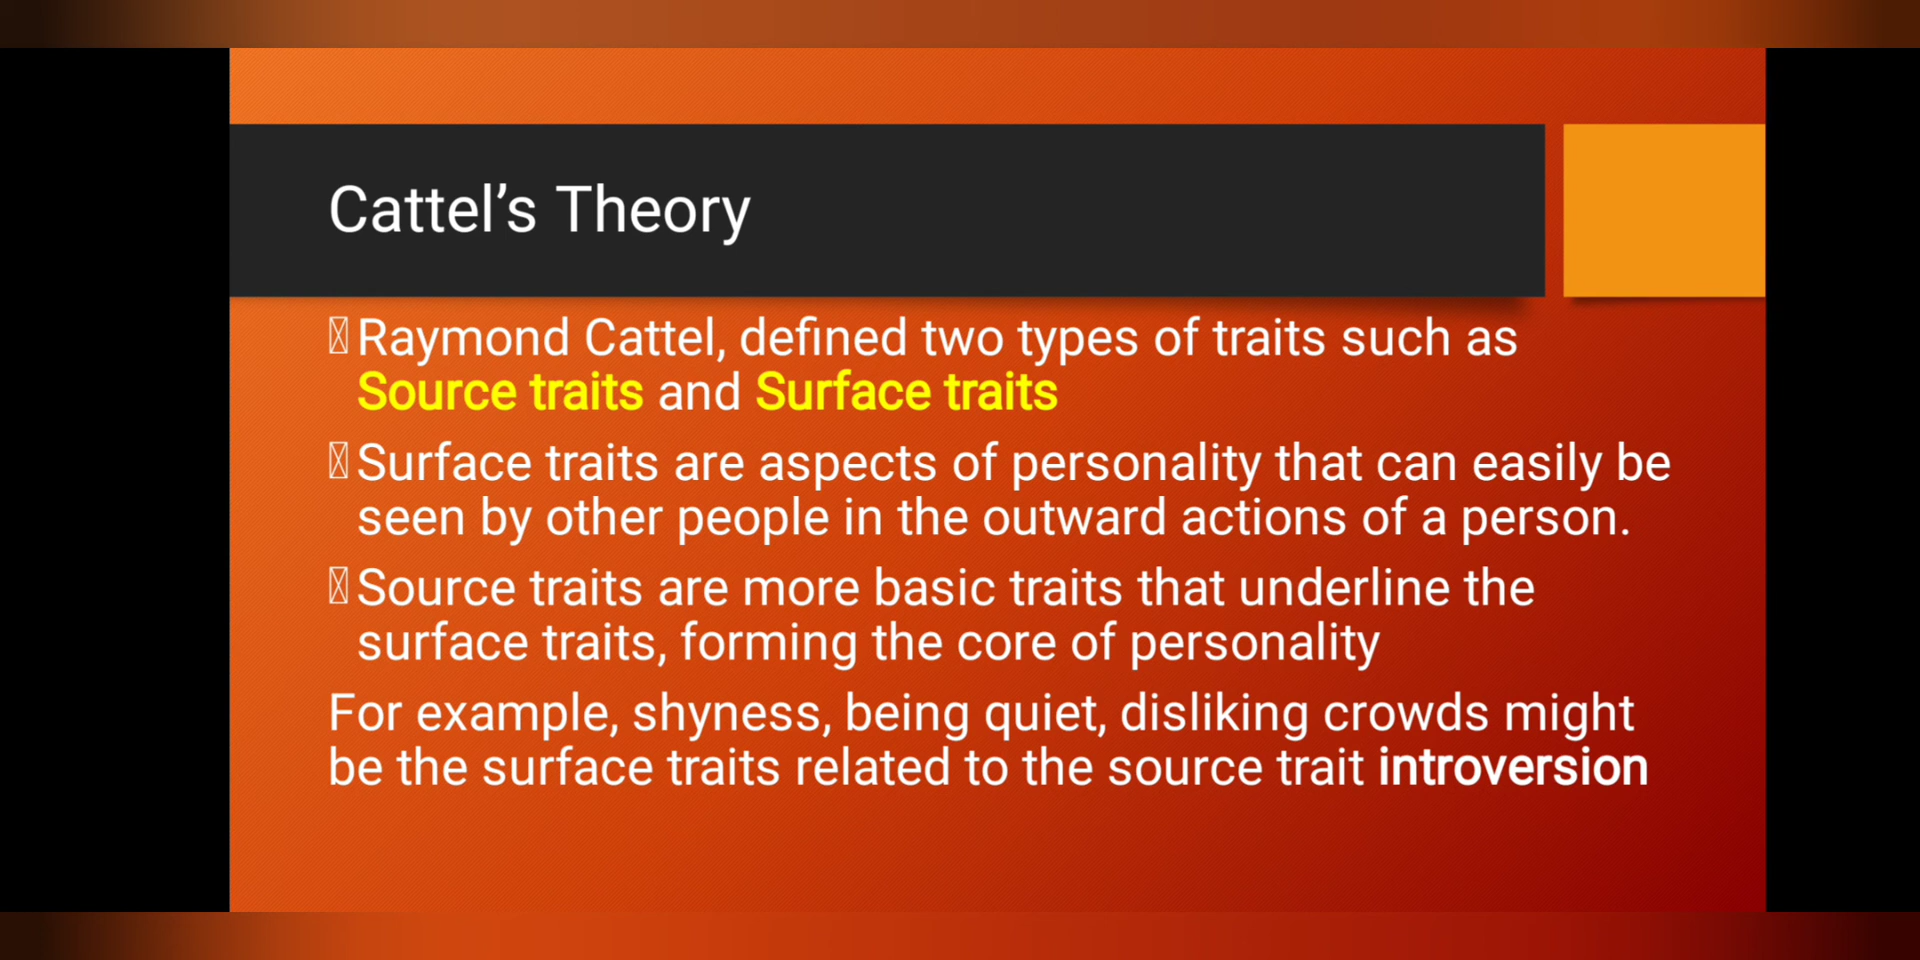 Cattel’s Theory
Raymond Cattel, defined two types of traits such as
Source traits and Surface traits
Surface traits are aspects of personality that can easily be
seen by other people in the outward actions of a person.
Source traits are more basic traits that underline the
surface traits, forming the core of personality
For example, shyness, being quiet, disliking crowds might
be the surface traits related to the source trait introversion